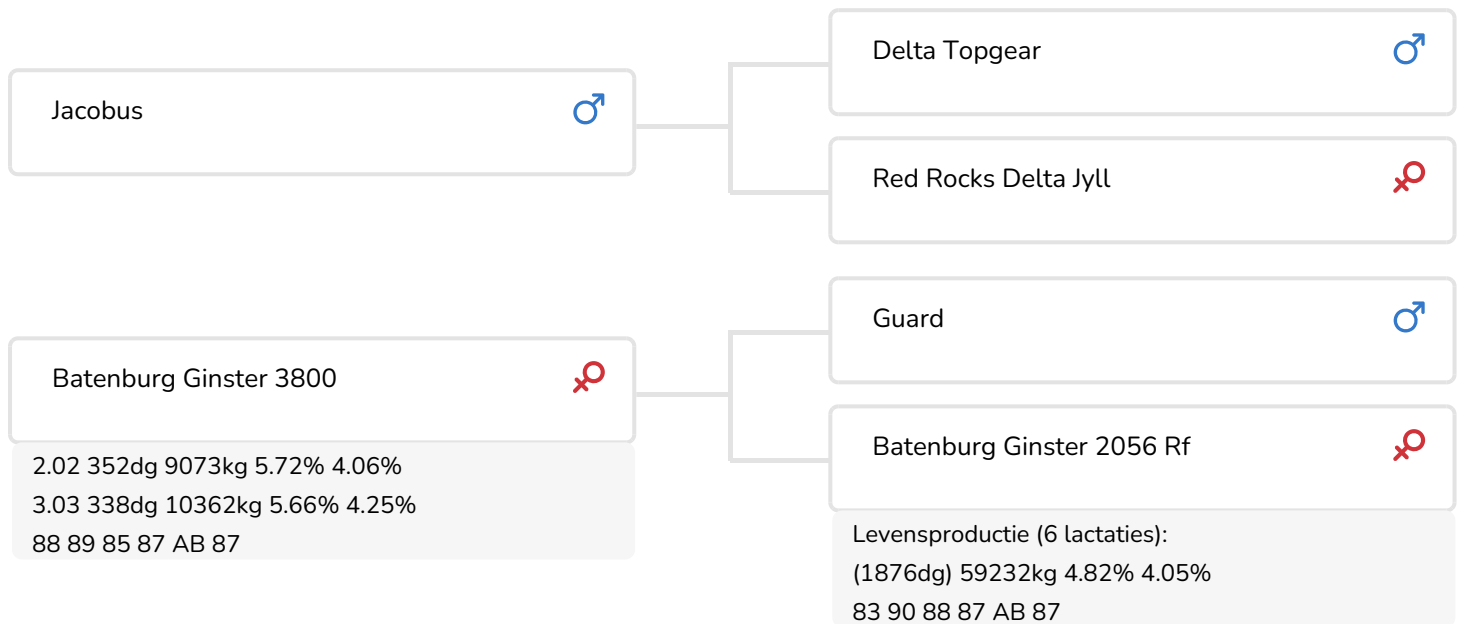 Delta Topgear
Jacobus
Red Rocks Delta Jyll
Guard
Batenburg Ginster 3800
2.02 352dg 9073kg 5.72% 4.06%
3.03 338dg 10362kg 5.66% 4.25%
88 89 85 87 AB 87
Batenburg Ginster 2056 Rf
Levensproductie (6 lactaties):
(1876dg) 59232kg 4.82% 4.05%
83 90 88 87 AB 87